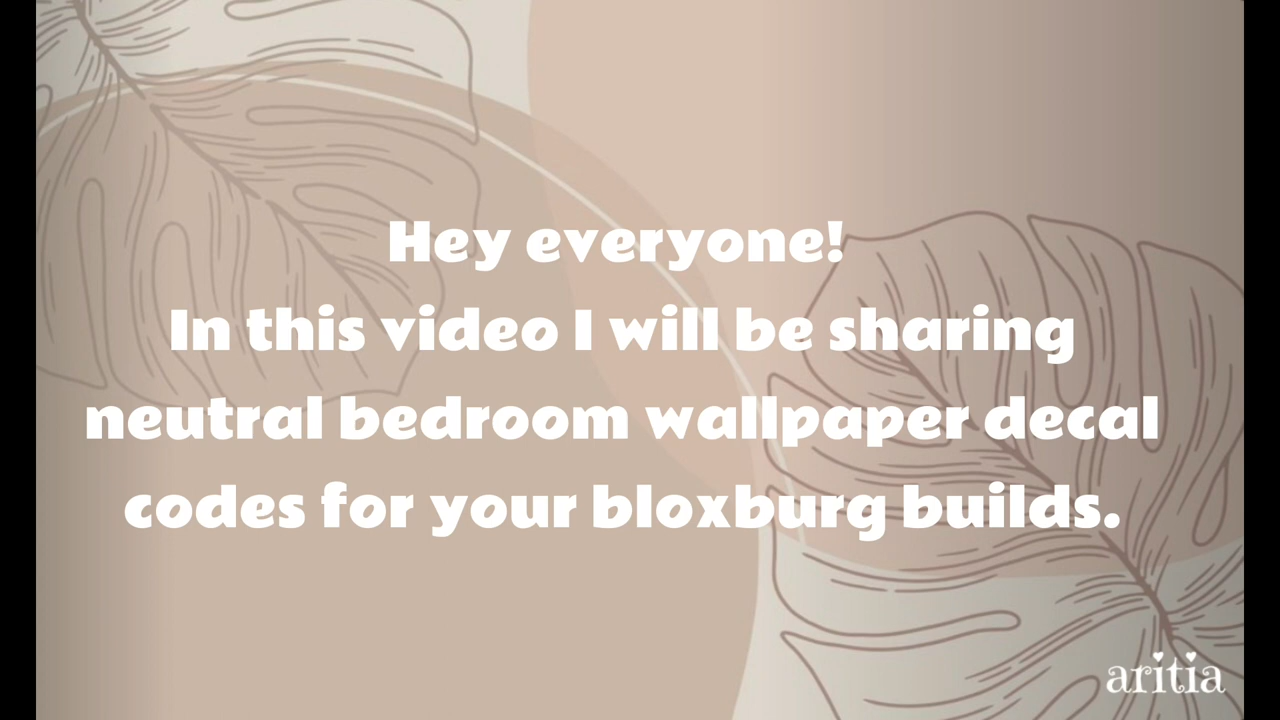 Hey everyone!
In this video I will be sharing
neutral bedroom wallpaper decal
codes for your bloxburg builds.
aritia